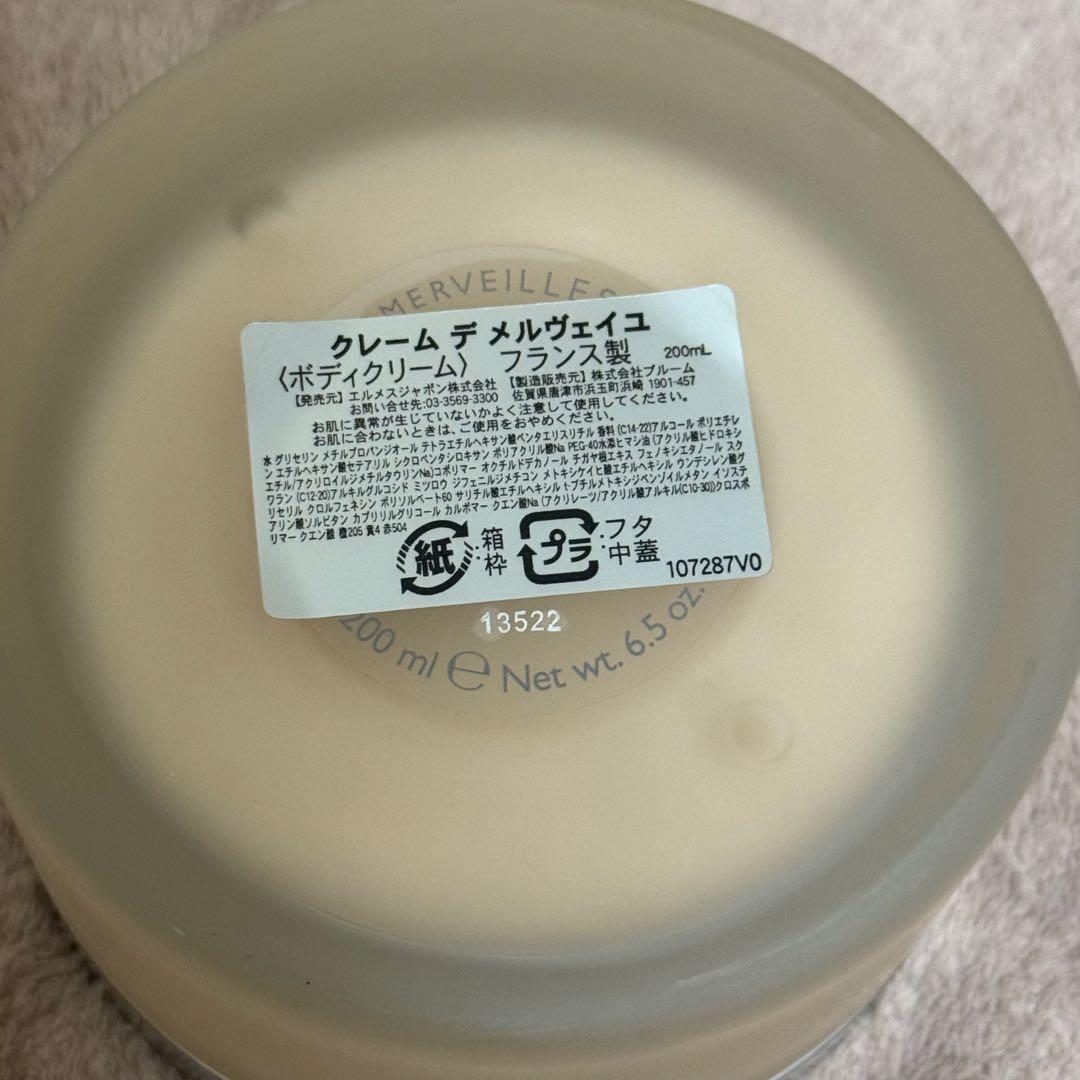 MERVEILLES
クレーム デ メルヴェイユ
〈ボディクリーム〉 フランス製 200mL
【発売元】エルメスジャポン株式会社 【製造販売元】株式会社ブルーム
お問い合せ先:03-3569-3300 佐賀県唐津市浜玉町浜崎 1901-457
お肌に異常が生じていないかよく注意して使用してください。
お肌に合わないときは、ご使用をおやめください。
水 グリセリン メチルプロパンジオール テトラエチルヘキサン酸ペンタエリスリチル 香料 (C14-22)アルコール ポリエチレ
ン エチルヘキサン酸セテアリル シクロペンタシロキサン ポリアクリル酸Na PEG-40水添ヒマシ油 (アクリル酸ヒドロキシ
エチル/アクリロイルジメチルタウリンNa)コポリマー オクチルドデカノール チガヤ根エキス フェノキシエタノール スク
ワラン (C12-20)アルキルグルコシド ミツロウ ジフェニルジメチコン メトキシケイヒ酸エチルヘキシル ウンデシレン酸グ
リセリル クロルフェネシン ポリソルベート60 サリチル酸エチルヘキシル t-ブチルメトキシジベンゾイルメタン イソステ
アリン酸ソルビタン カプリリルグリコール カルボマー クエン酸Na (アクリレーツ/アクリル酸アルキル(C10-30))クロスポ
リマー クエン酸 橙205 黄4 赤504
紙 :箱 枠 プラ :フタ 中蓋
107287V0
13522
200 ml ℮ Net wt. 6.5 oz.